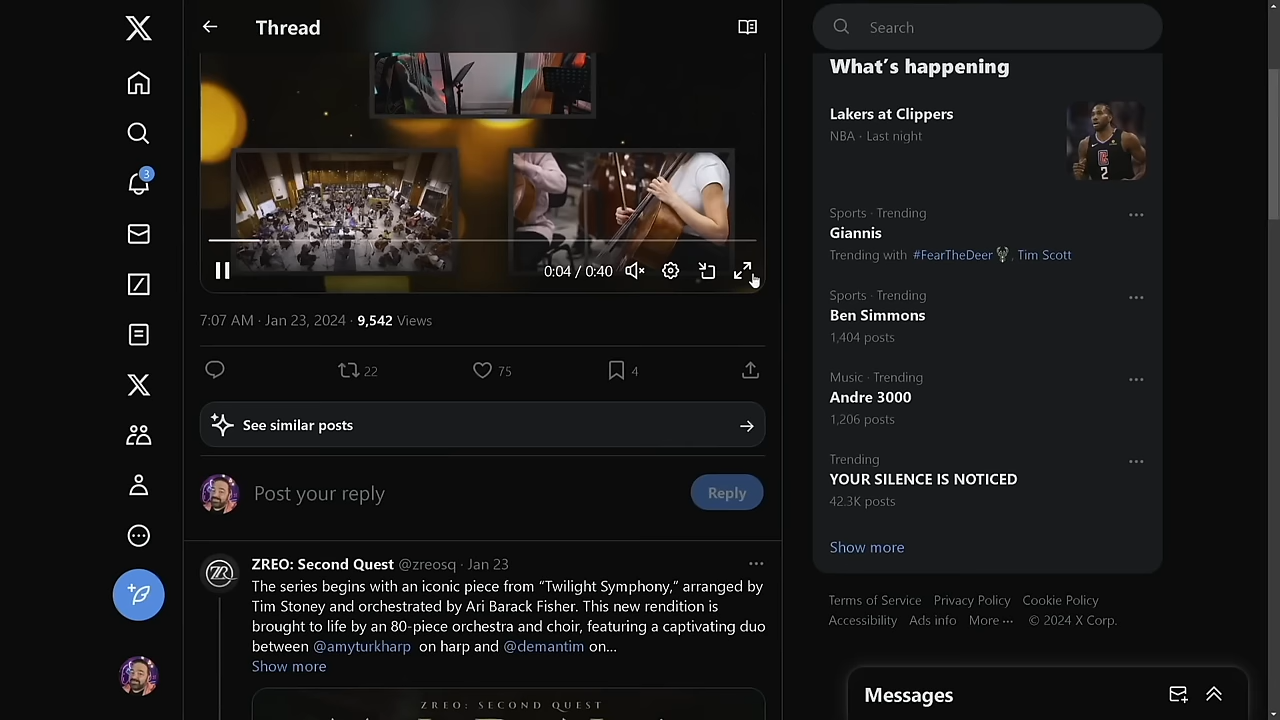 Thread
0:04 / 0:40
7:07 AM · Jan 23, 2024 · 9,542 Views
22
75
4
See similar posts
Post your reply
Reply
ZREO: Second Quest @zreosq · Jan 23
The series begins with an iconic piece from “Twilight Symphony,” arranged by
Tim Stoney and orchestrated by Ari Barack Fisher. This new rendition is
brought to life by an 80-piece orchestra and choir, featuring a captivating duo
between @amyturkharp on harp and @demantim on...
Show more
ZREO: SECOND QUEST
3
Search
What’s happening
Lakers at Clippers
NBA · Last night
Sports · Trending
Giannis
Trending with #FearTheDeer, Tim Scott
Sports · Trending
Ben Simmons
1,404 posts
Music · Trending
Andre 3000
1,206 posts
Trending
YOUR SILENCE IS NOTICED
42.3K posts
Show more
Terms of Service Privacy Policy Cookie Policy
Accessibility Ads info More ··· © 2024 X Corp.
Messages